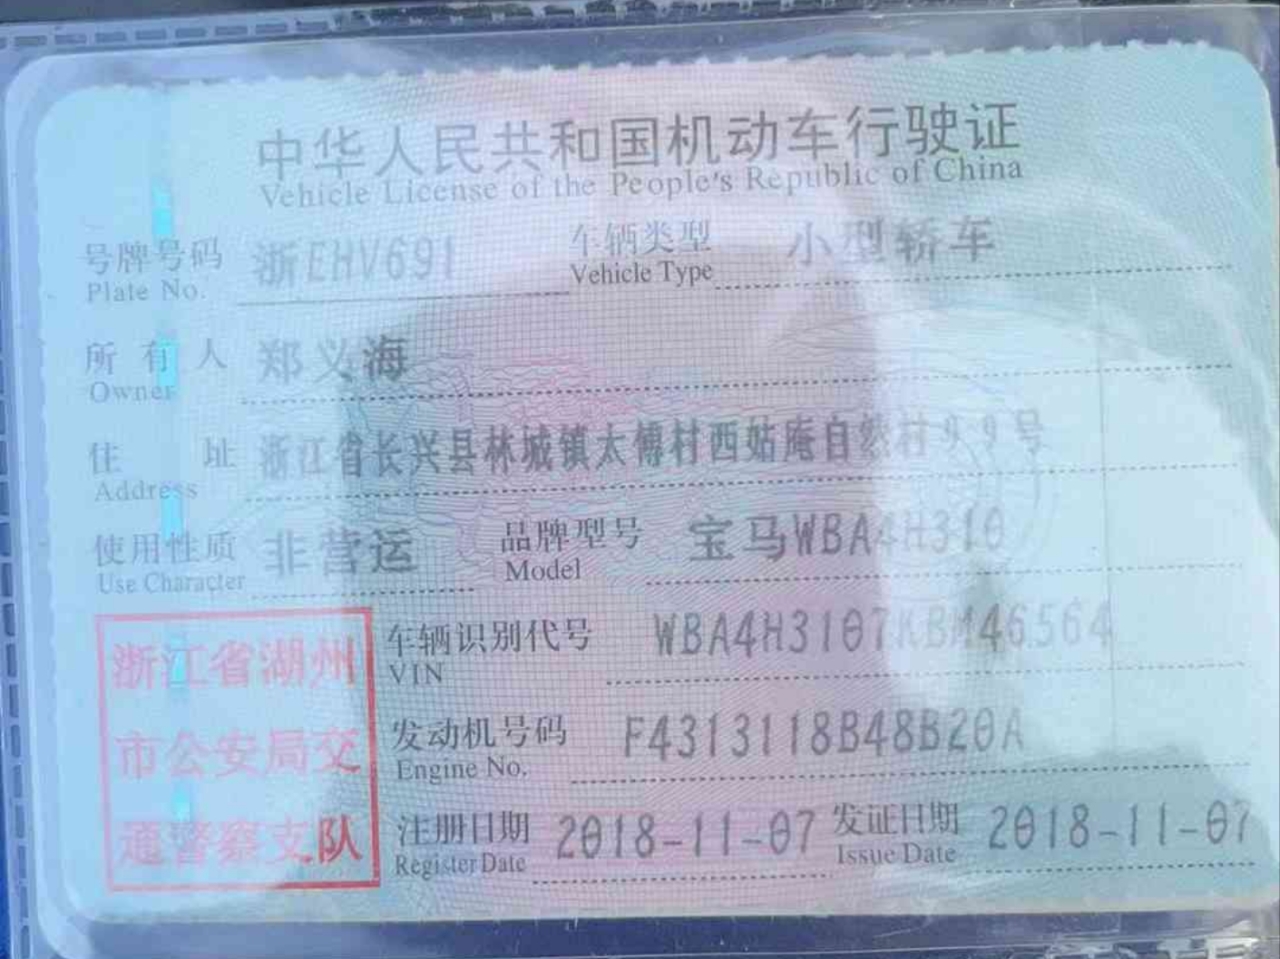 中华人民共和国机动车行驶证
Vehicle License of the People's Republic of China
号牌号码 浙EHV691 车辆类型 小型轿车
Plate No. Vehicle Type
所有人 郑义海
Owner
住址 浙江省长兴县林城镇太傅村西姑庵自然村99号
Address
使用性质 非营运 品牌型号 宝马WBA4H310
Use Character Model
浙江省湖州
市公安局交
通警察支队
车辆识别代号 WBA4H3107KBM46564
VIN
发动机号码 F4313118B48B20A
Engine No.
注册日期 2018-11-07 发证日期 2018-11-07
Register Date Issue Date